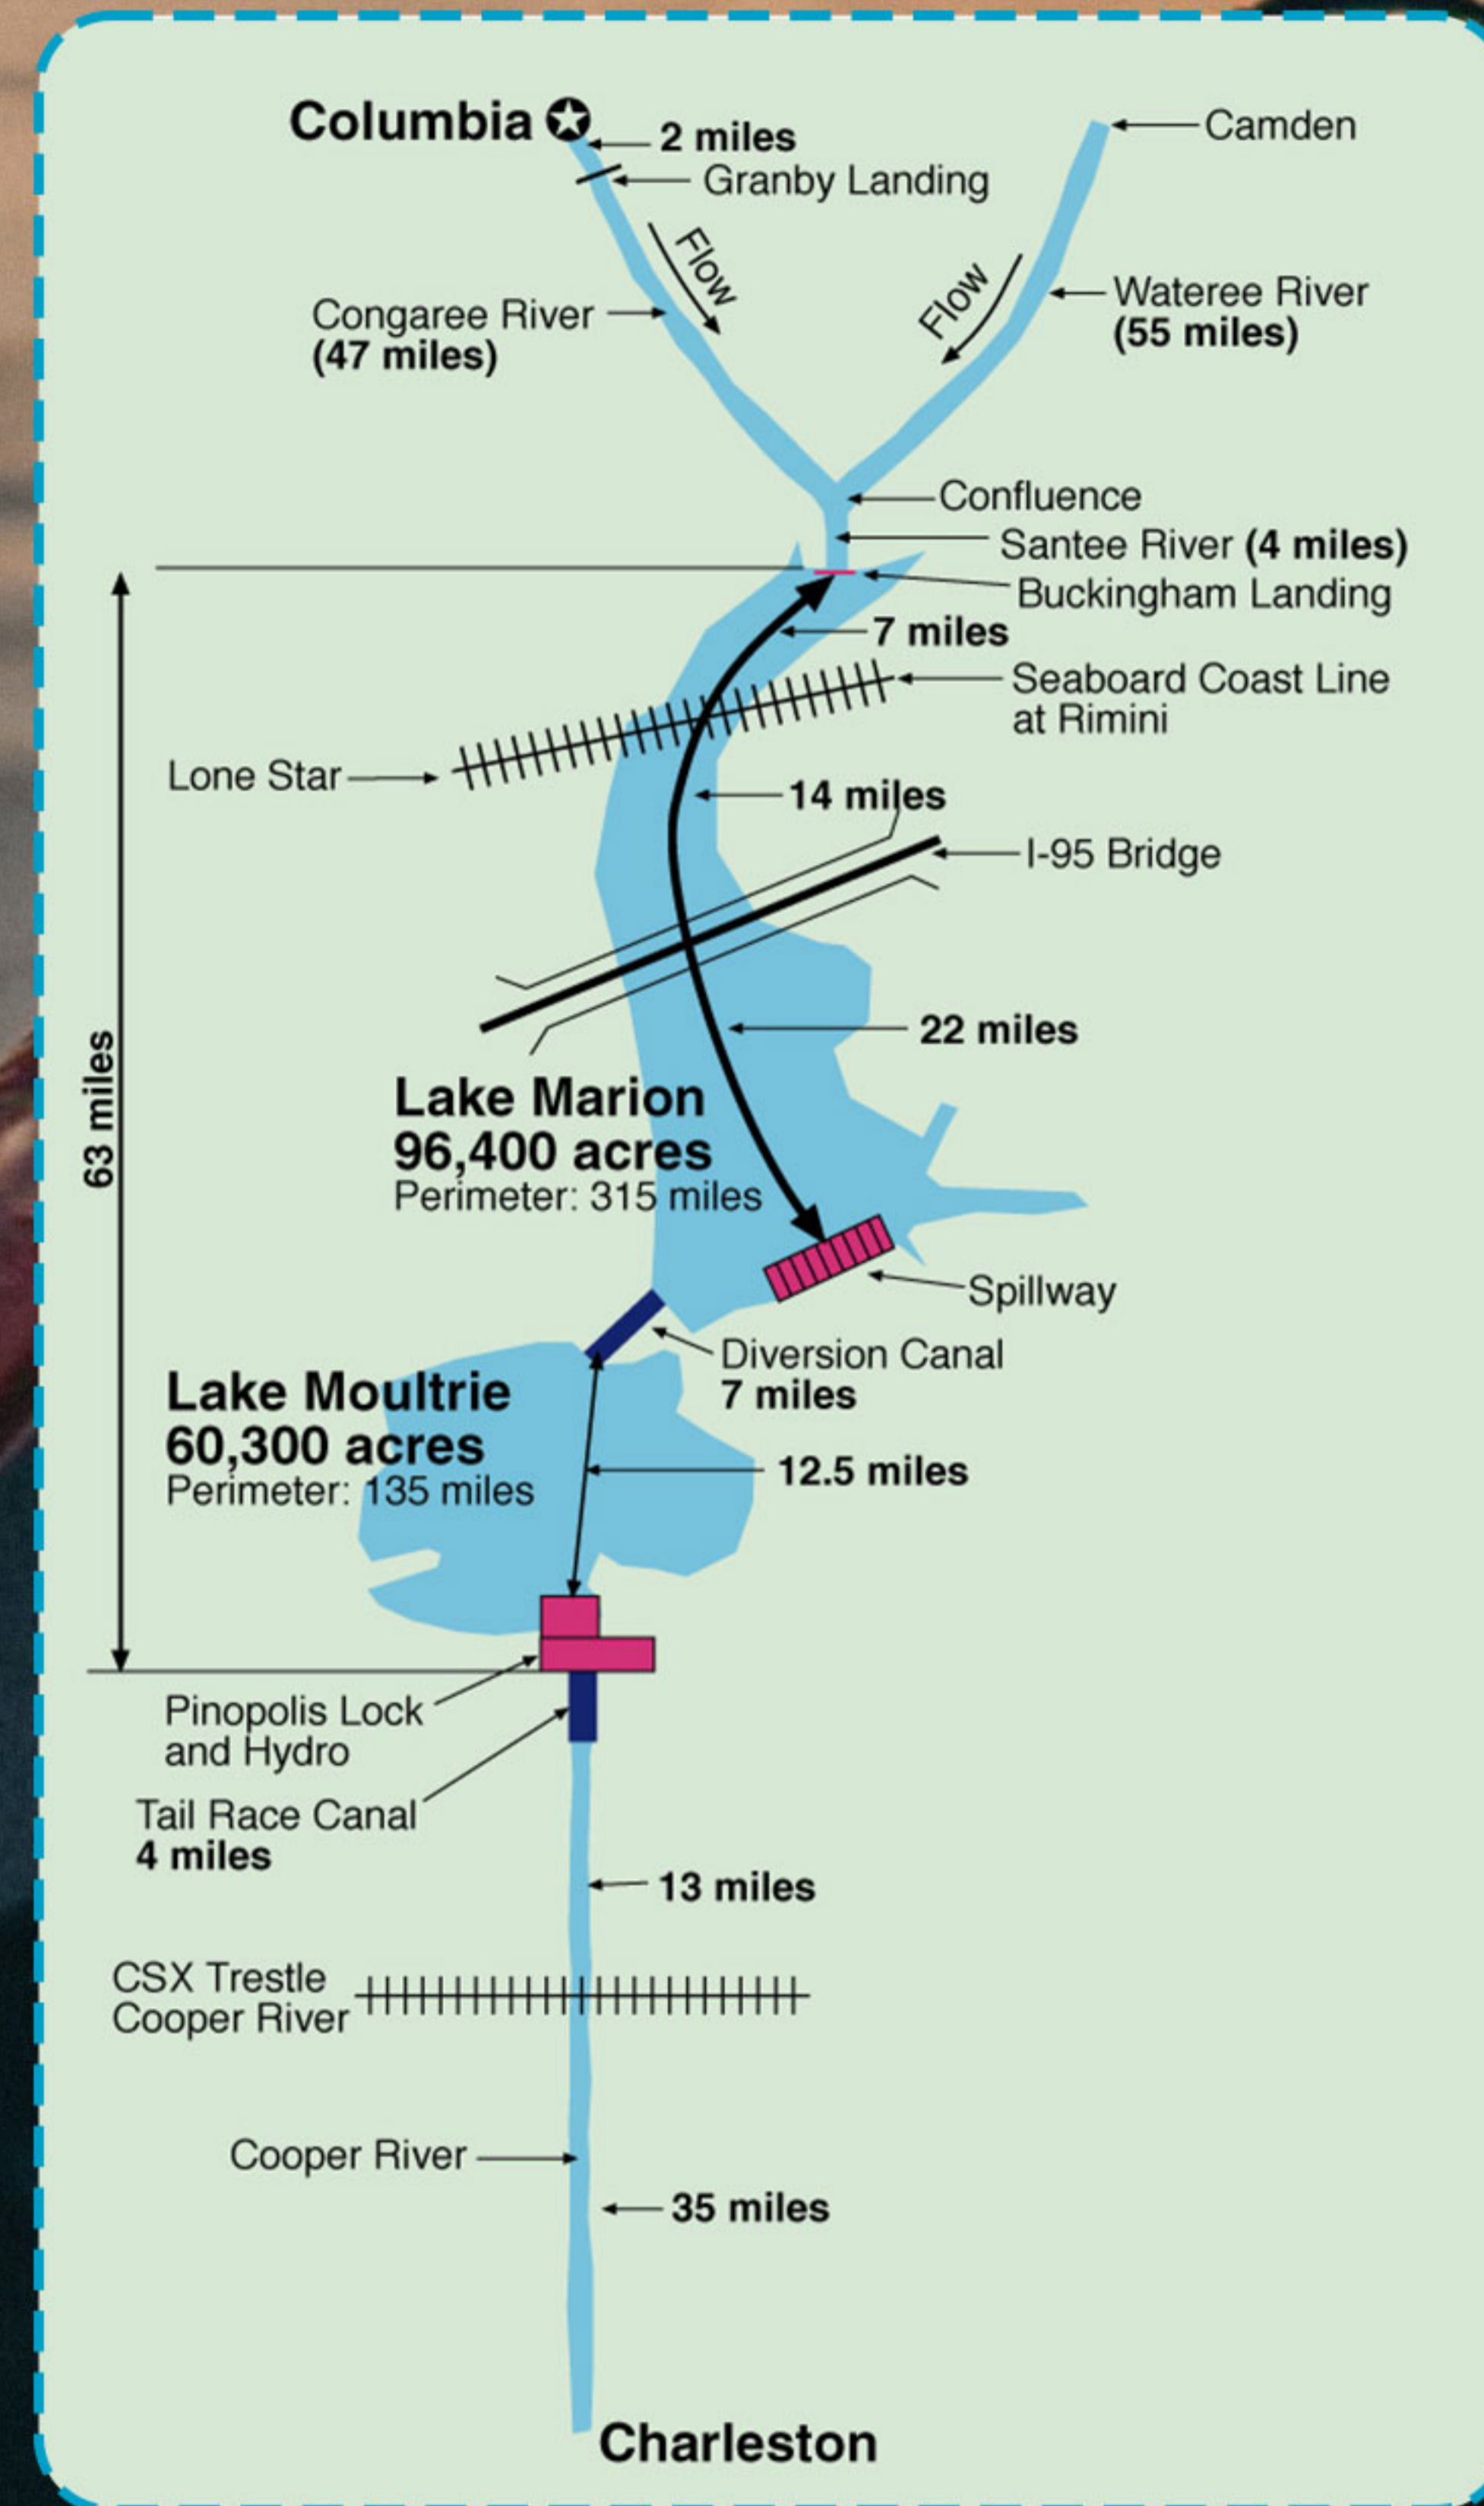 Columbia
2 miles
Camden
Granby Landing
Flow
Flow
Congaree River
(47 miles)
Wateree River
(55 miles)
Confluence
Santee River (4 miles)
Buckingham Landing
7 miles
Seaboard Coast Line
at Rimini
Lone Star
14 miles
I-95 Bridge
22 miles
63 miles
Lake Marion
96,400 acres
Perimeter: 315 miles
Spillway
Diversion Canal
7 miles
Lake Moultrie
60,300 acres
Perimeter: 135 miles
12.5 miles
Pinopolis Lock
and Hydro
Tail Race Canal
4 miles
13 miles
CSX Trestle
Cooper River
Cooper River
35 miles
Charleston